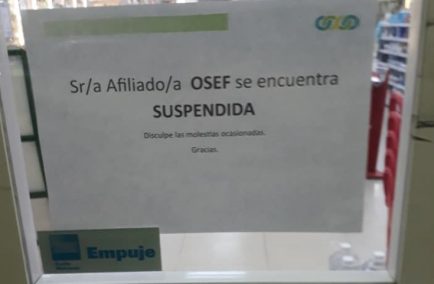 Sr/a Afiliado/a OSEF se encuentra
SUSPENDIDA
Disculpe las molestias ocasionadas.
Gracias.
Empuje